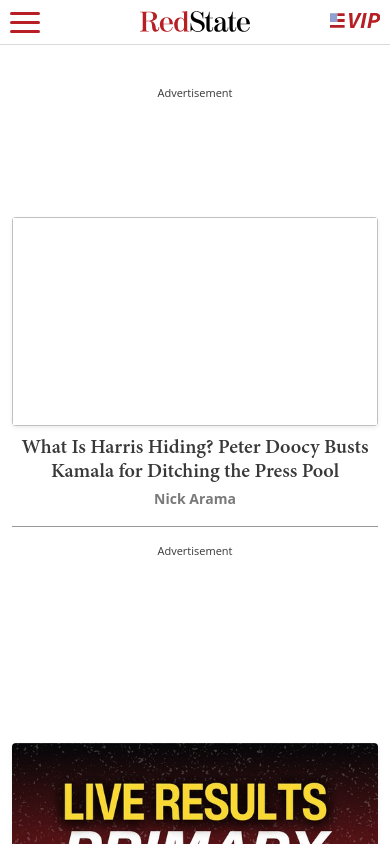 RedState
VIP
Advertisement
What Is Harris Hiding? Peter Doocy Busts
Kamala for Ditching the Press Pool
Nick Arama
Advertisement
LIVE RESULTS
PRIMARY